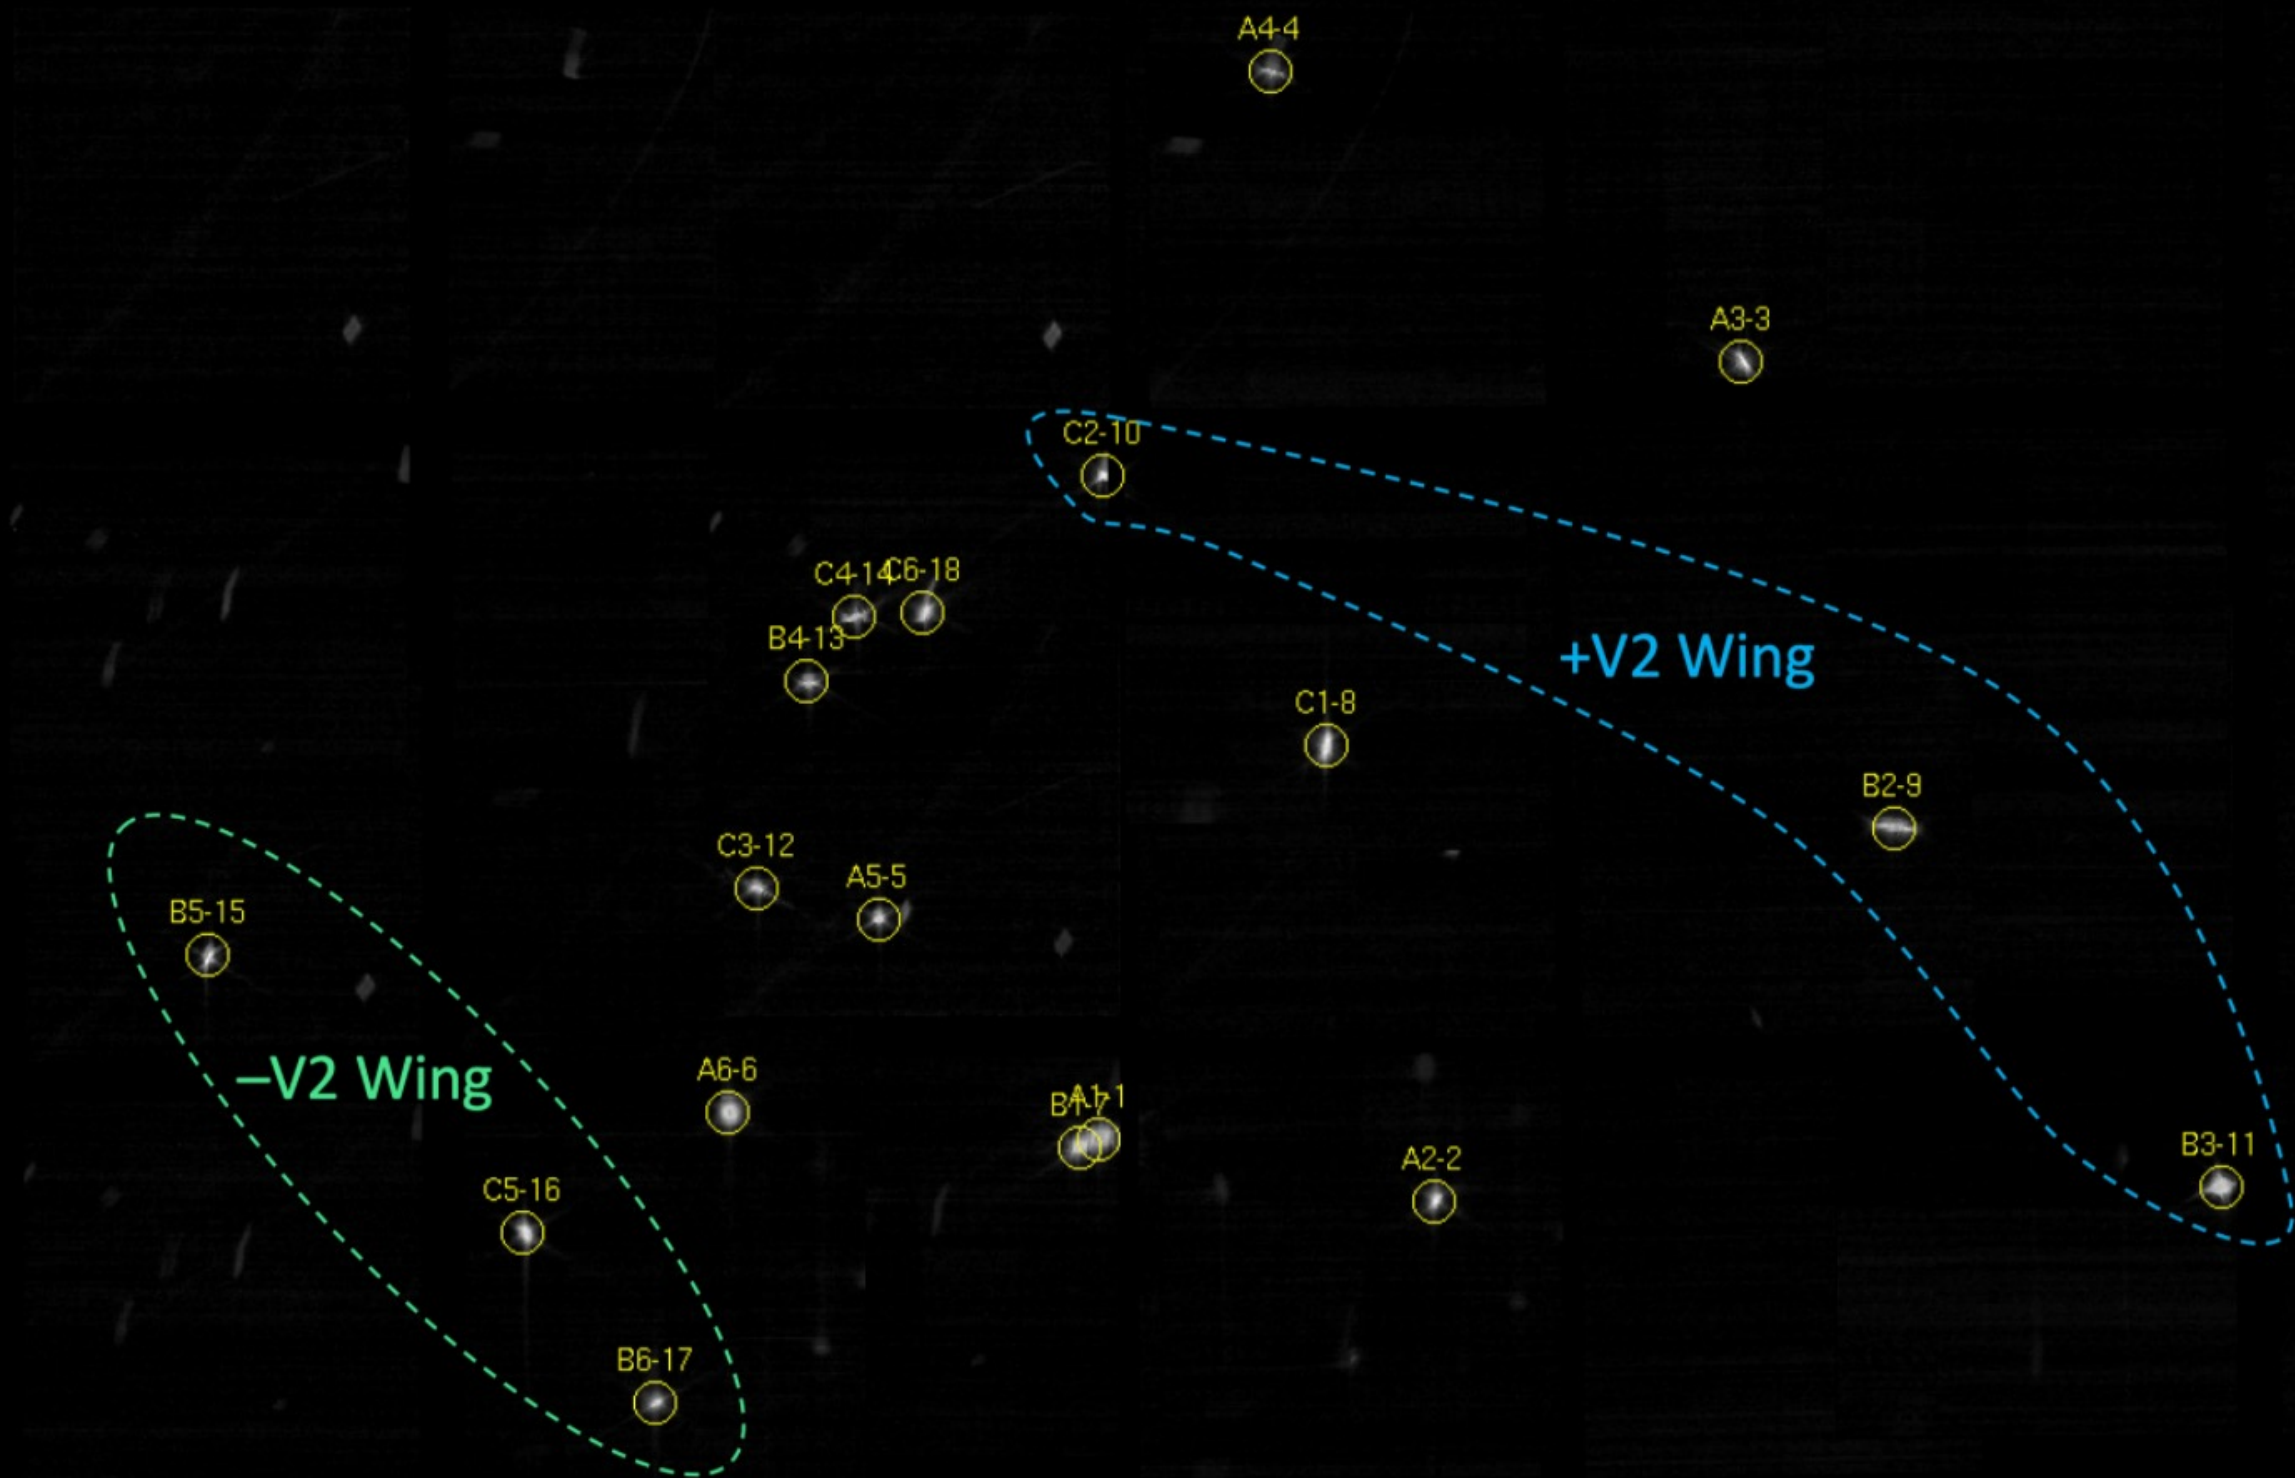 A4-4
A3-3
C2-10
C4-14
C6-18
B4-13
+V2 Wing
C1-8
B2-9
C3-12
A5-5
B5-15
–V2 Wing
A6-6
B1-7
A1-1
B3-11
A2-2
C5-16
B6-17